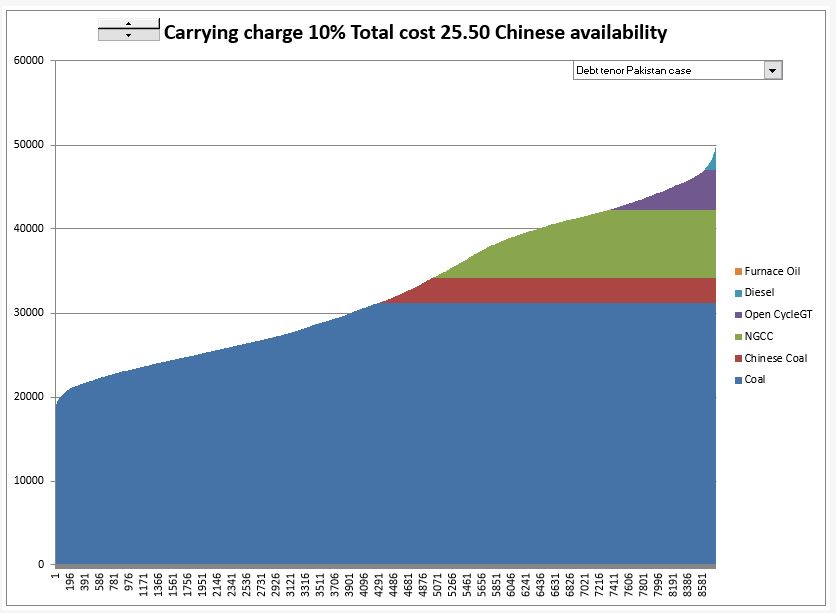 Carrying charge 10% Total cost 25.50 Chinese availability
Debt tenor Pakistan case
60000
50000
40000
30000
20000
10000
0
1 196 391 586 781 976 1171 1366 1561 1756 1951 2146 2341 2536 2731 2926 3121 3316 3511 3706 3901 4096 4291 4486 4681 4876 5071 5266 5461 5656 5851 6046 6241 6436 6631 6826 7021 7216 7411 7606 7801 7996 8191 8386 8581
Furnace Oil
Diesel
Open CycleGT
NGCC
Chinese Coal
Coal